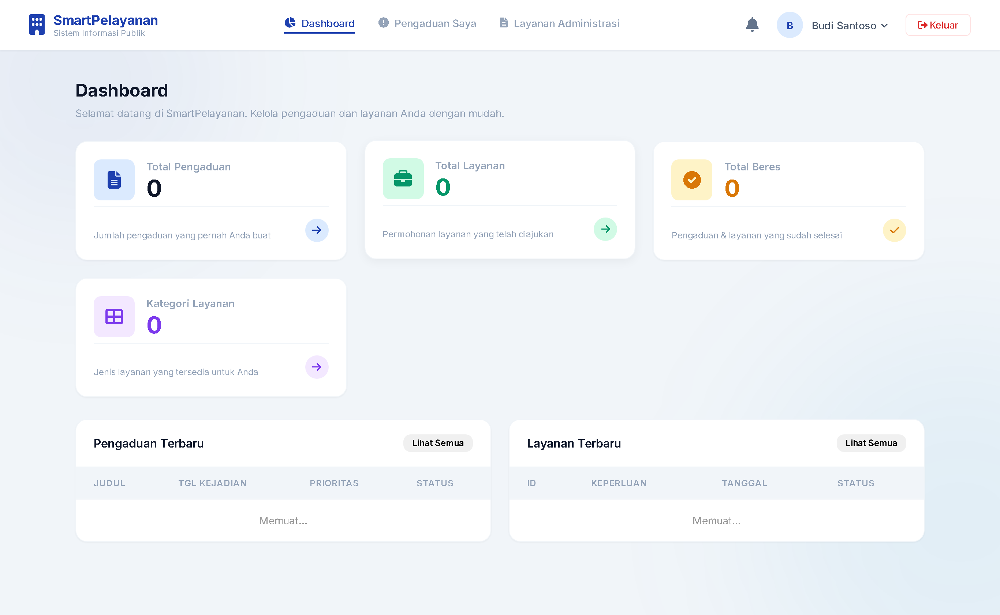 SmartPelayanan
Sistem Informasi Publik
Dashboard
Pengaduan Saya
Layanan Administrasi
B
Budi Santoso
Keluar
Dashboard
Selamat datang di SmartPelayanan. Kelola pengaduan dan layanan Anda dengan mudah.
Total Pengaduan
0
Jumlah pengaduan yang pernah Anda buat
Total Layanan
0
Permohonan layanan yang telah diajukan
Total Beres
0
Pengaduan & layanan yang sudah selesai
Kategori Layanan
0
Jenis layanan yang tersedia untuk Anda
Pengaduan Terbaru
Lihat Semua
JUDUL TGL KEJADIAN PRIORITAS STATUS
Memuat...
Layanan Terbaru
Lihat Semua
ID KEPERLUAN TANGGAL STATUS
Memuat...